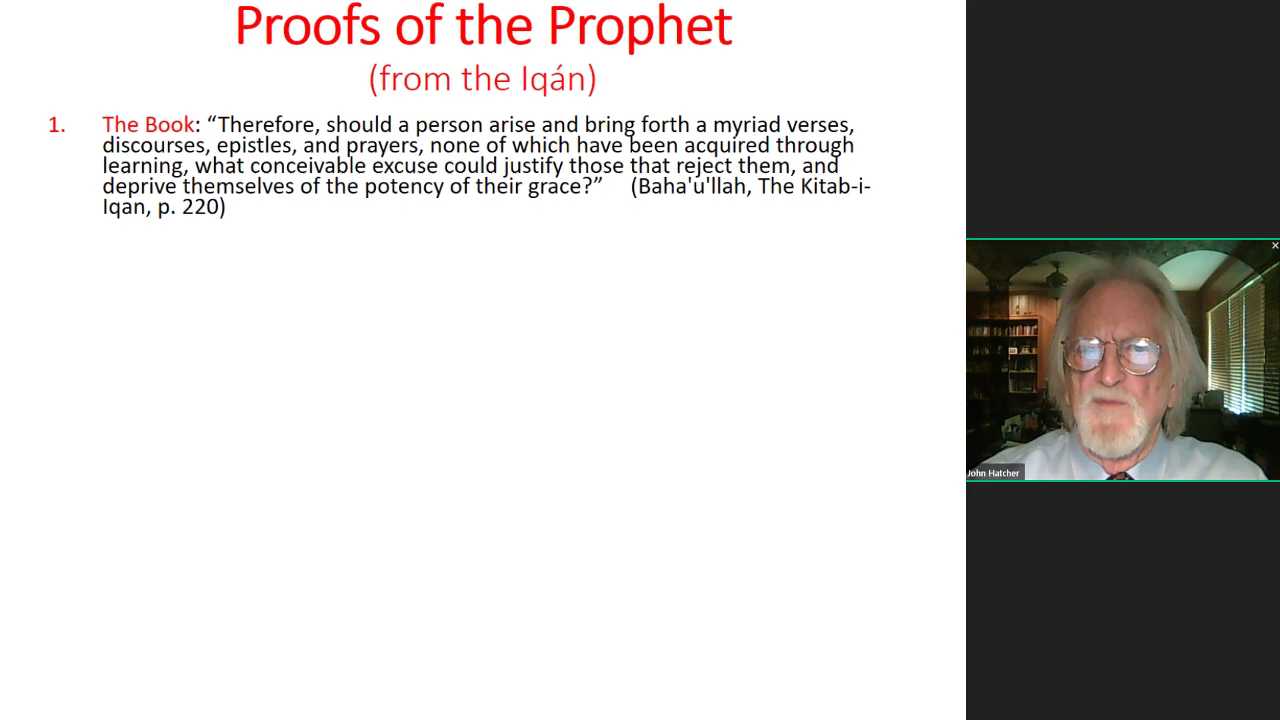 Proofs of the Prophet
(from the Iqán)
1. The Book: “Therefore, should a person arise and bring forth a myriad verses,
discourses, epistles, and prayers, none of which have been acquired through
learning, what conceivable excuse could justify those that reject them, and
deprive themselves of the potency of their grace?” (Baha'u'llah, The Kitab-i-
Iqan, p. 220)
John Hatcher